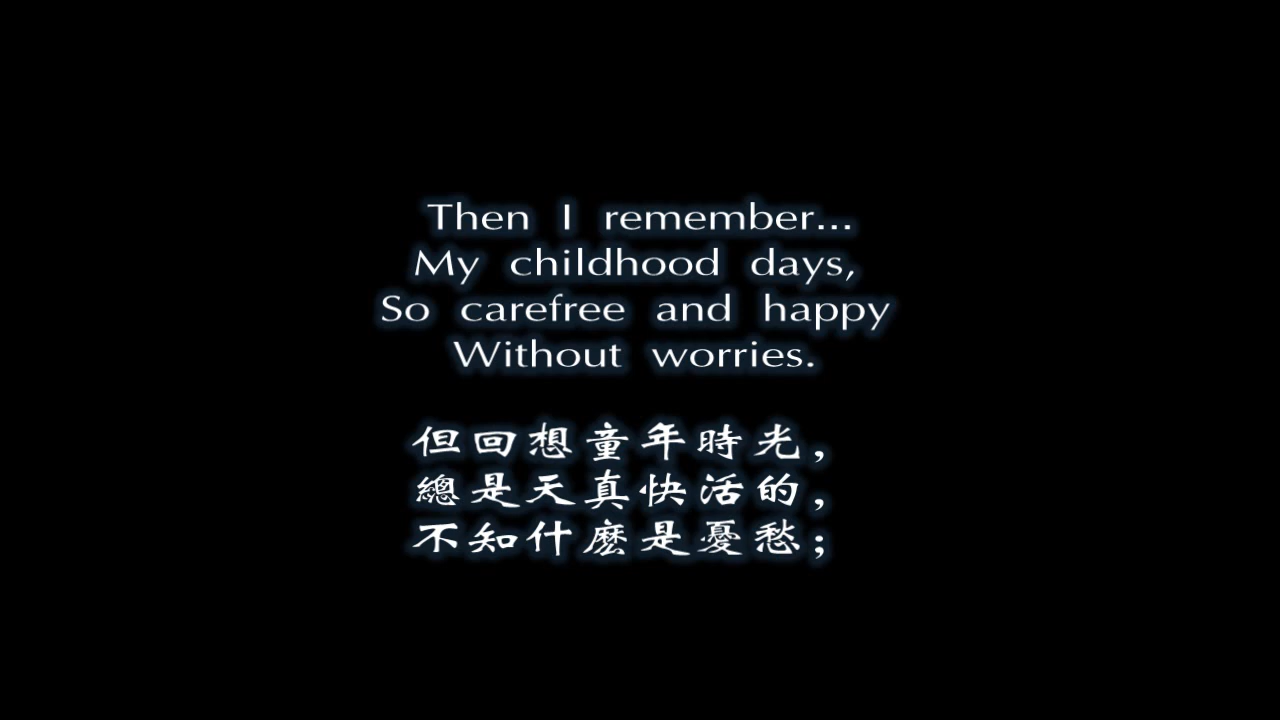 Then I remember...
My childhood days,
So carefree and happy
Without worries.
但回想童年時光，
總是天真快活的，
不知什麼是憂愁；